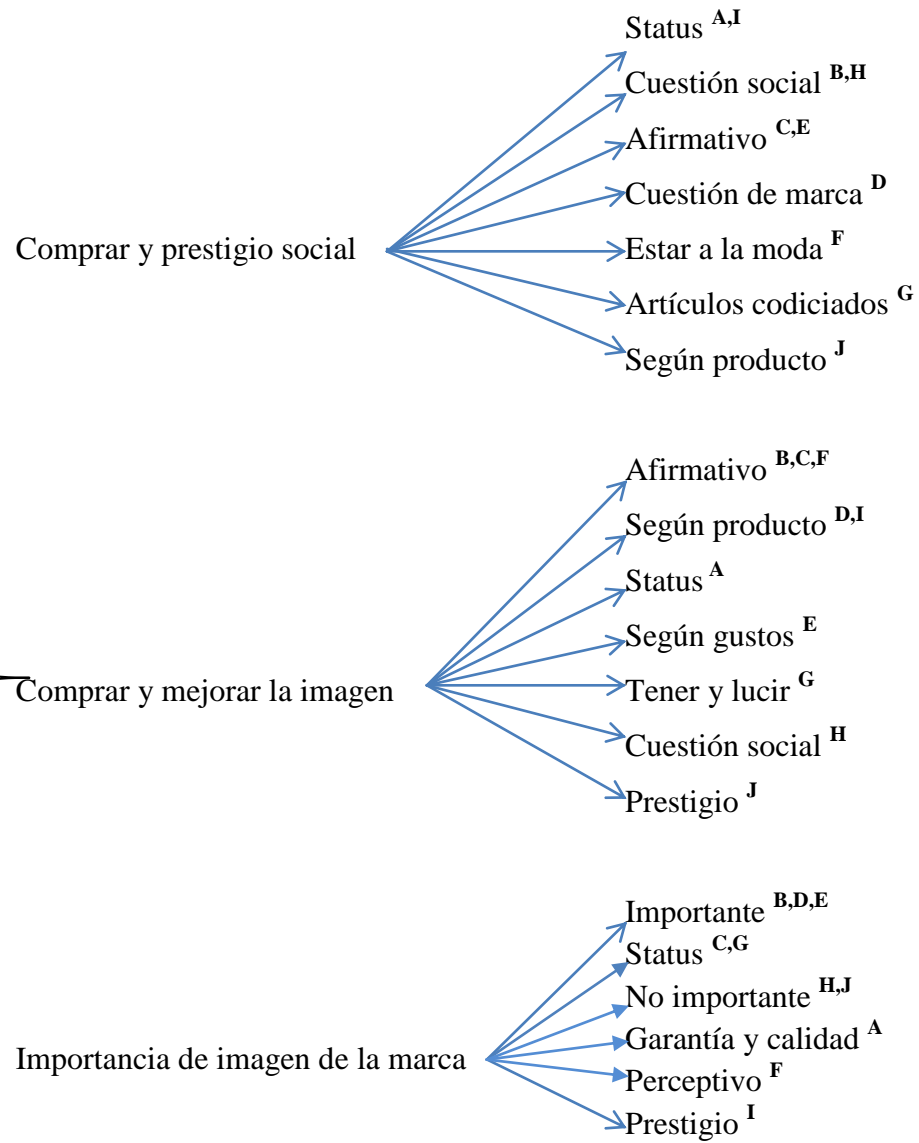 Status A,I
Cuestión social B,H
Afirmativo C,E
Cuestión de marca D
Comprar y prestigio social
Estar a la moda F
Artículos codiciados G
Según producto J
Afirmativo B,C,F
Según producto D,I
Status A
Según gustos E
Comprar y mejorar la imagen
Tener y lucir G
Cuestión social H
Prestigio J
Importante B,D,E
Status C,G
No importante H,J
Garantía y calidad A
Importancia de imagen de la marca
Perceptivo F
Prestigio I